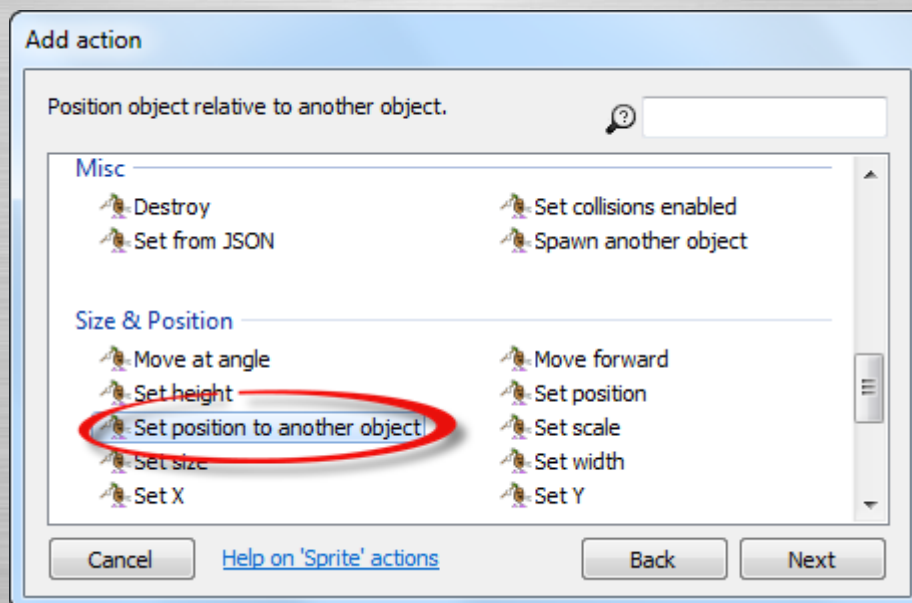 Add action
Position object relative to another object.
Misc
Destroy Set collisions enabled
Set from JSON Spawn another object
Size & Position
Move at angle Move forward
Set height Set position
Set position to another object Set scale
Set size Set width
Set X Set Y
Cancel Help on 'Sprite' actions Back Next